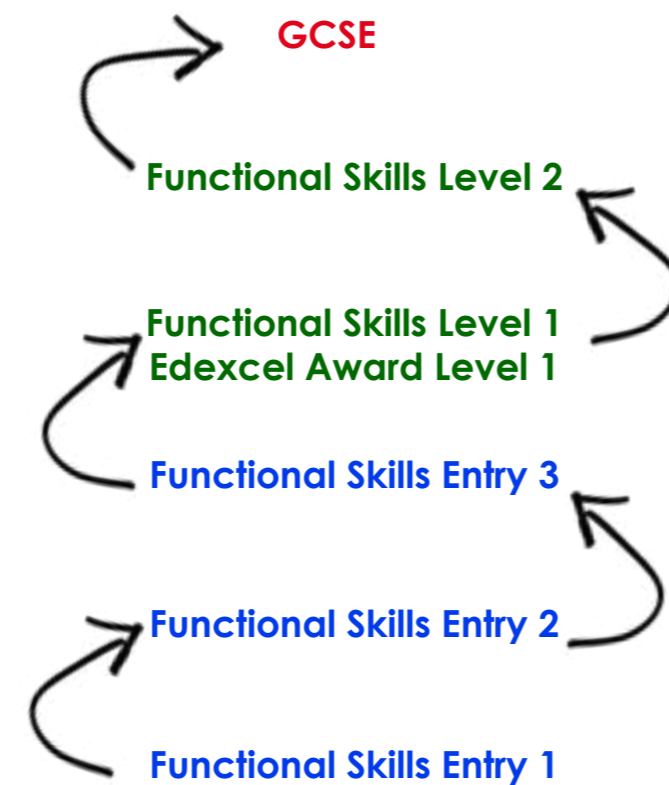 GCSE
Functional Skills Level 2
Functional Skills Level 1
Edexcel Award Level 1
Functional Skills Entry 3
Functional Skills Entry 2
Functional Skills Entry 1